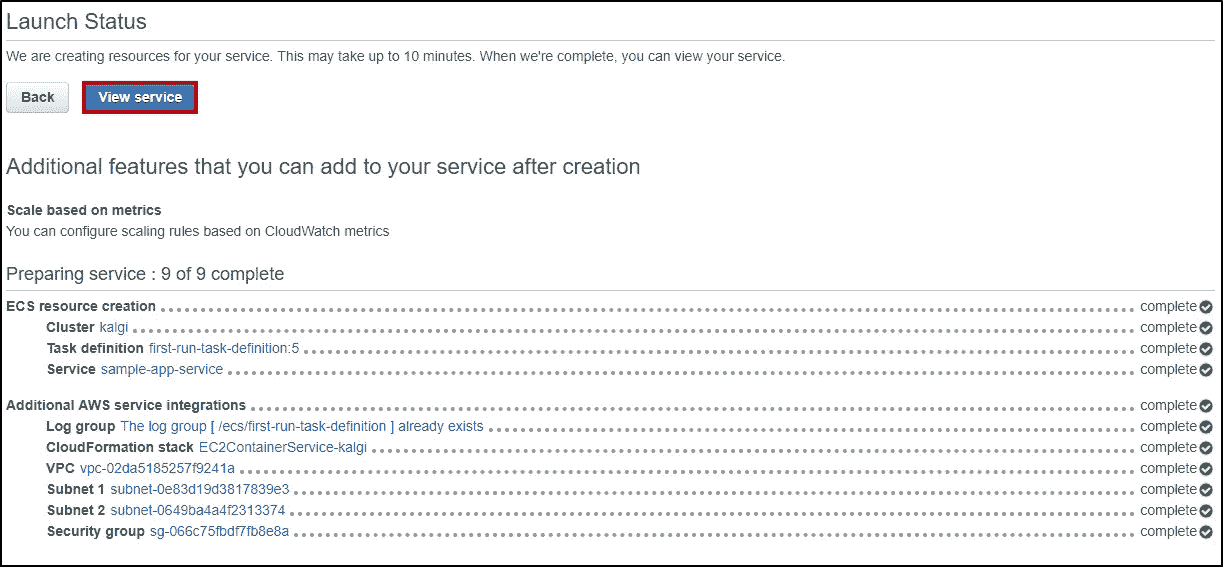 Launch Status
We are creating resources for your service. This may take up to 10 minutes. When we're complete, you can view your service.
Back View service
Additional features that you can add to your service after creation
Scale based on metrics
You can configure scaling rules based on CloudWatch metrics
Preparing service : 9 of 9 complete
ECS resource creation complete
Cluster kalgi complete
Task definition first-run-task-definition:5 complete
Service sample-app-service complete
Additional AWS service integrations complete
Log group The log group [ /ecs/first-run-task-definition ] already exists complete
CloudFormation stack EC2ContainerService-kalgi complete
VPC vpc-02da5185257f9241a complete
Subnet 1 subnet-0e83d19d3817839e3 complete
Subnet 2 subnet-0649ba4a4f2313374 complete
Security group sg-066c75fbdf7fb8e8a complete